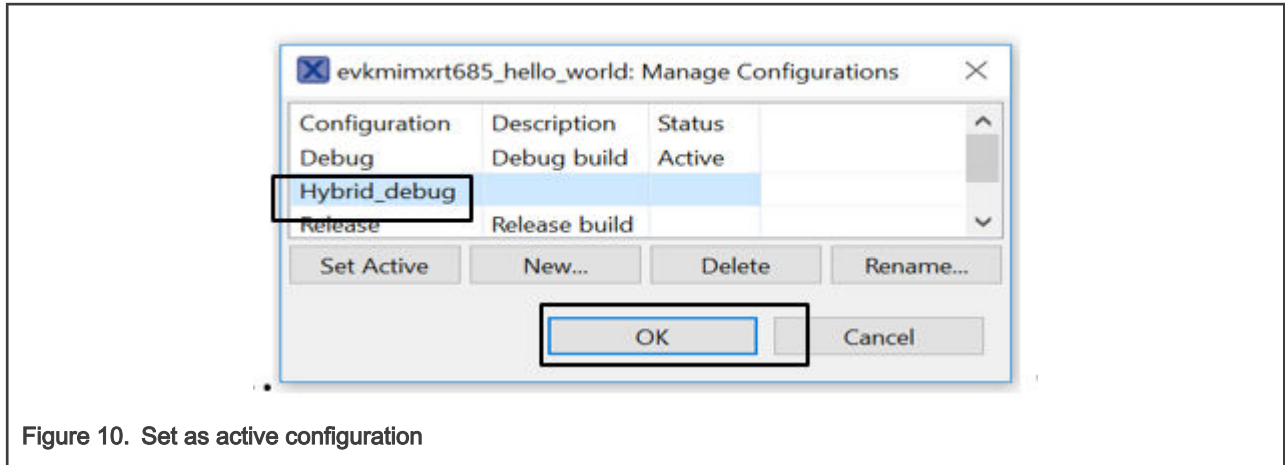 evkmimxrt685_hello_world: Manage Configurations
Configuration Description Status
Debug Debug build Active
Hybrid_debug
Release Release build
Set Active New... Delete Rename...
OK Cancel
Figure 10. Set as active configuration